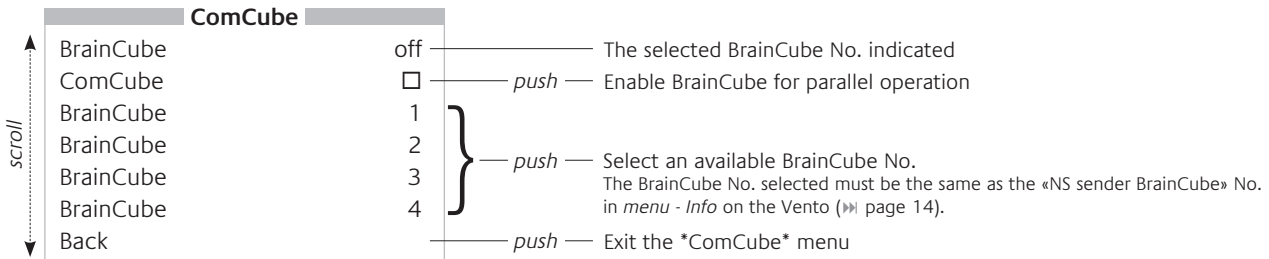 ComCube
BrainCube off The selected BrainCube No. indicated
ComCube push Enable BrainCube for parallel operation
BrainCube 1
BrainCube 2
push Select an available BrainCube No.
BrainCube 3
The BrainCube No. selected must be the same as the «NS sender BrainCube» No.
BrainCube 4
in menu - Info on the Vento (⏭ page 14).
Back push Exit the *ComCube* menu
scroll